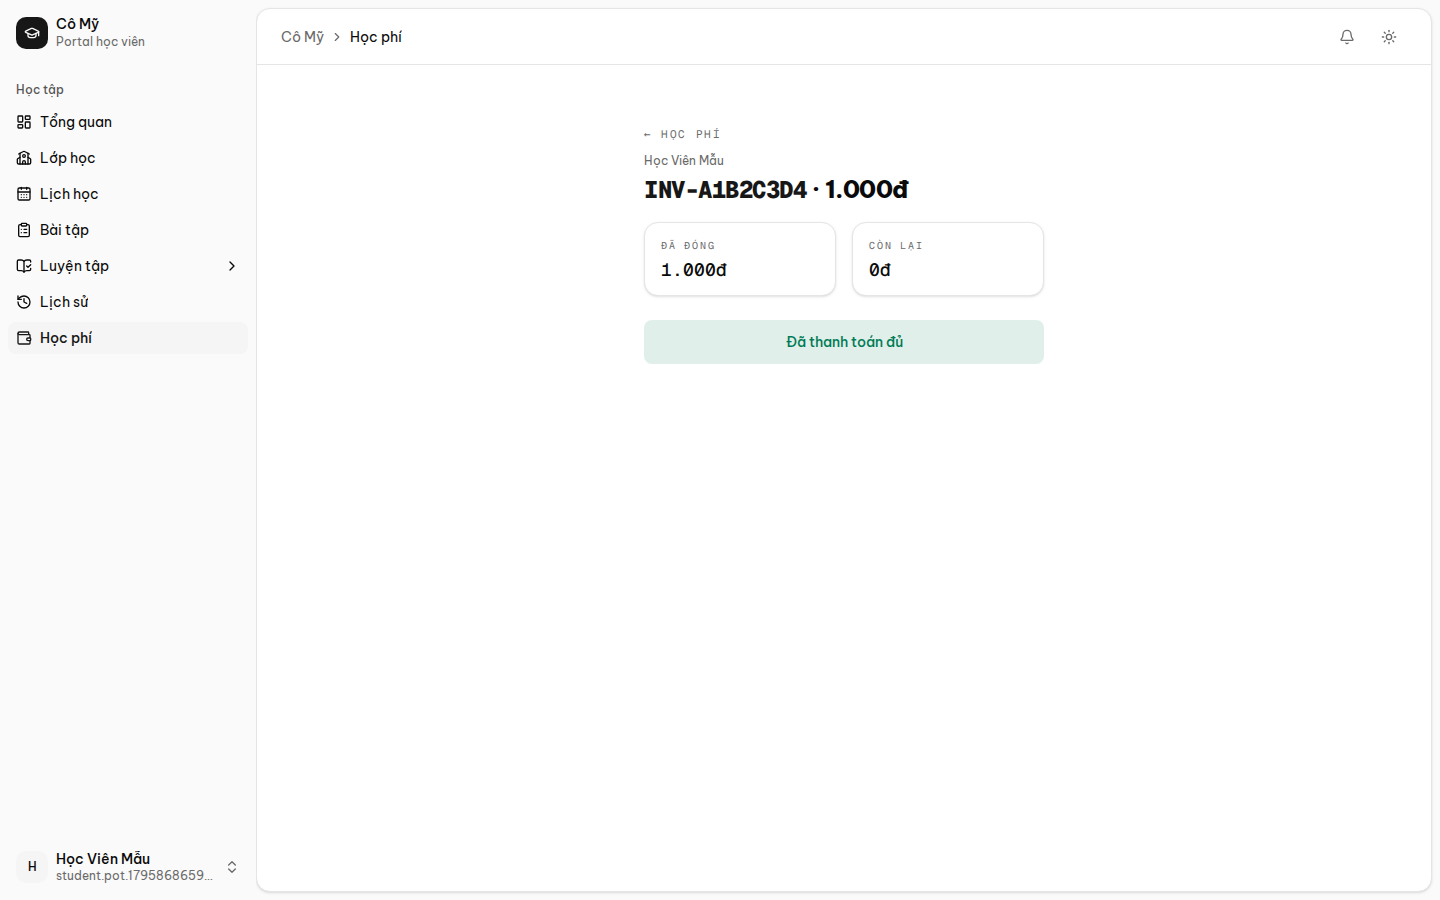 Cô Mỹ
Portal học viên
Học tập
Tổng quan
Lớp học
Lịch học
Bài tập
Luyện tập
Lịch sử
Học phí
H
Học Viên Mẫu
student.pot.1795868659...
Cô Mỹ > Học phí
← HỌC PHÍ
Học Viên Mẫu
INV-A1B2C3D4 · 1.000đ
ĐÃ ĐÓNG
1.000đ
CÒN LẠI
0đ
Đã thanh toán đủ